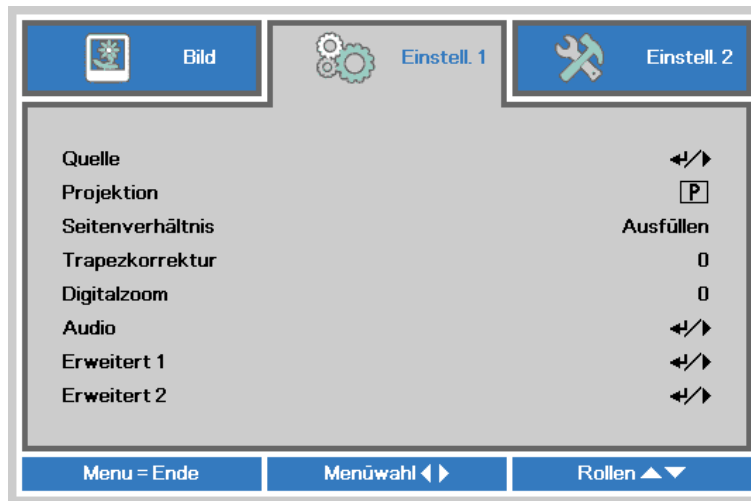 Bild Einstell. 1 Einstell. 2
Quelle ↵/▶
Projektion P
Seitenverhältnis Ausfüllen
Trapezkorrektur 0
Digitalzoom 0
Audio ↵/▶
Erweitert 1 ↵/▶
Erweitert 2 ↵/▶
Menu = Ende Menüwahl ◀ ▶ Rollen ▲▼